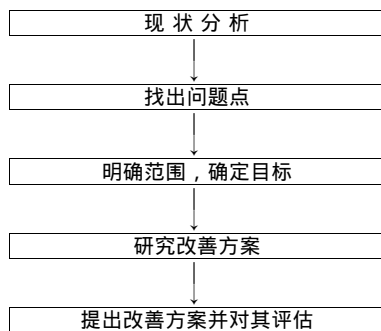 现状分析
找出问题点
明确范围，确定目标
研究改善方案
提出改善方案并对其评估